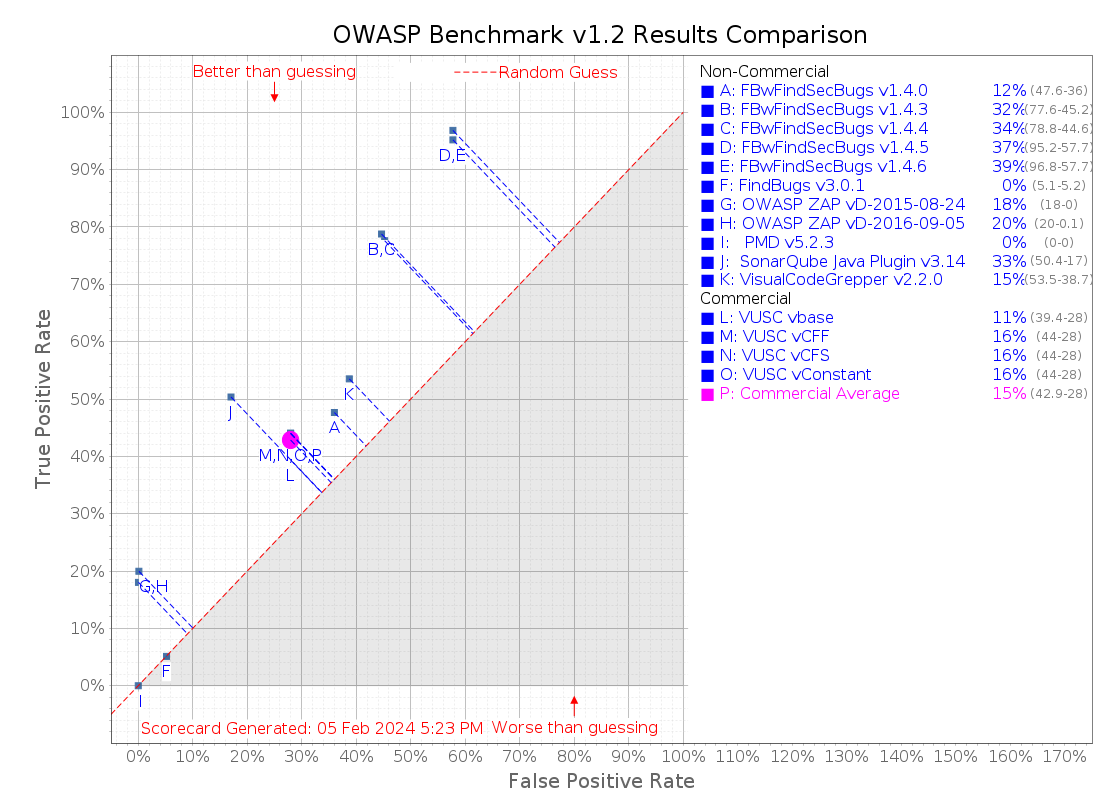 OWASP Benchmark v1.2 Results Comparison
Better than guessing
Random Guess
True Positive Rate
100%
90%
80%
70%
60%
50%
40%
30%
20%
10%
0%
D,E
B,C
K
J
A
M,N,O,P
L
G,H
F
I
Scorecard Generated: 05 Feb 2024 5:23 PM
Worse than guessing
0% 10% 20% 30% 40% 50% 60% 70% 80% 90% 100% 110% 120% 130% 140% 150% 160% 170%
False Positive Rate
Non-Commercial
A: FBwFindSecBugs v1.4.0 12% (47.6-36)
B: FBwFindSecBugs v1.4.3 32% (77.6-45.2)
C: FBwFindSecBugs v1.4.4 34% (78.8-44.6)
D: FBwFindSecBugs v1.4.5 37% (95.2-57.7)
E: FBwFindSecBugs v1.4.6 39% (96.8-57.7)
F: FindBugs v3.0.1 0% (5.1-5.2)
G: OWASP ZAP vD-2015-08-24 18% (18-0)
H: OWASP ZAP vD-2016-09-05 20% (20-0.1)
I: PMD v5.2.3 0% (0-0)
J: SonarQube Java Plugin v3.14 33% (50.4-17)
K: VisualCodeGrepper v2.2.0 15% (53.5-38.7)
Commercial
L: VUSC vbase 11% (39.4-28)
M: VUSC vCFF 16% (44-28)
N: VUSC vCFS 16% (44-28)
O: VUSC vConstant 16% (44-28)
P: Commercial Average 15% (42.9-28)